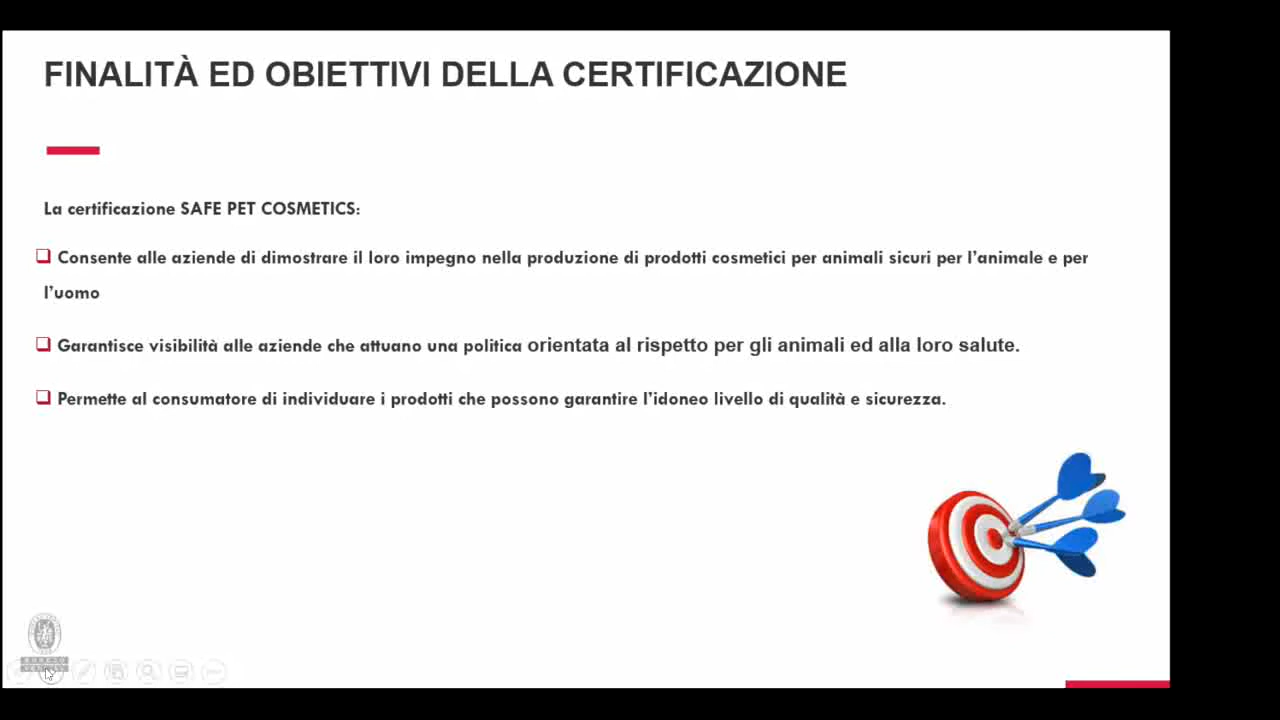 FINALITÀ ED OBIETTIVI DELLA CERTIFICAZIONE
La certificazione SAFE PET COSMETICS:
Consente alle aziende di dimostrare il loro impegno nella produzione di prodotti cosmetici per animali sicuri per l’animale e per
l’uomo
Garantisce visibilità alle aziende che attuano una politica orientata al rispetto per gli animali ed alla loro salute.
Permette al consumatore di individuare i prodotti che possono garantire l’idoneo livello di qualità e sicurezza.